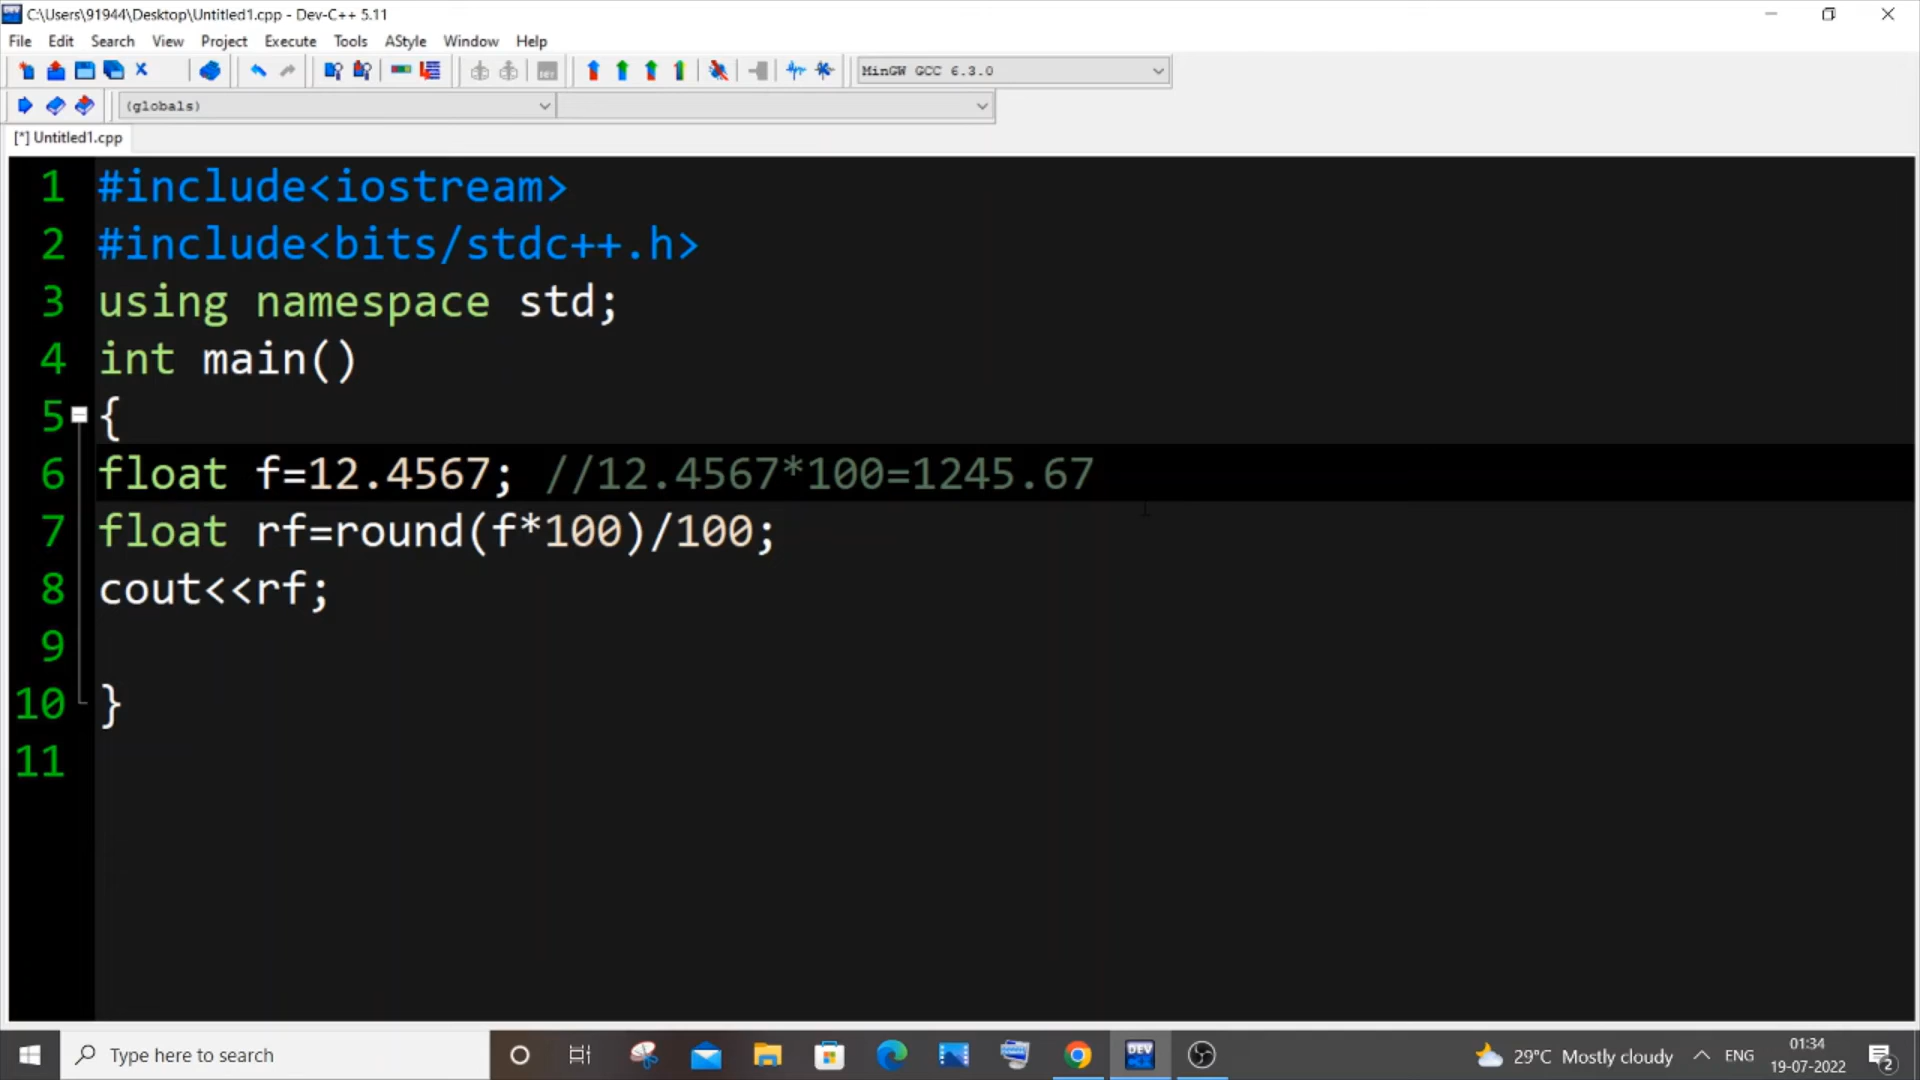 C:\Users\91944\Desktop\Untitled1.cpp - Dev-C++ 5.11
File Edit Search View Project Execute Tools AStyle Window Help
MinGW GCC 6.3.0
(globals)
[*] Untitled1.cpp
1 #include<iostream>
2 #include<bits/stdc++.h>
3 using namespace std;
4 int main()
5 {
6 float f=12.4567; //12.4567*100=1245.67
7 float rf=round(f*100)/100;
8 cout<<rf;
9
10 }
11
Type here to search
DEV
29°C Mostly cloudy
ENG
01:34
19-07-2022
2